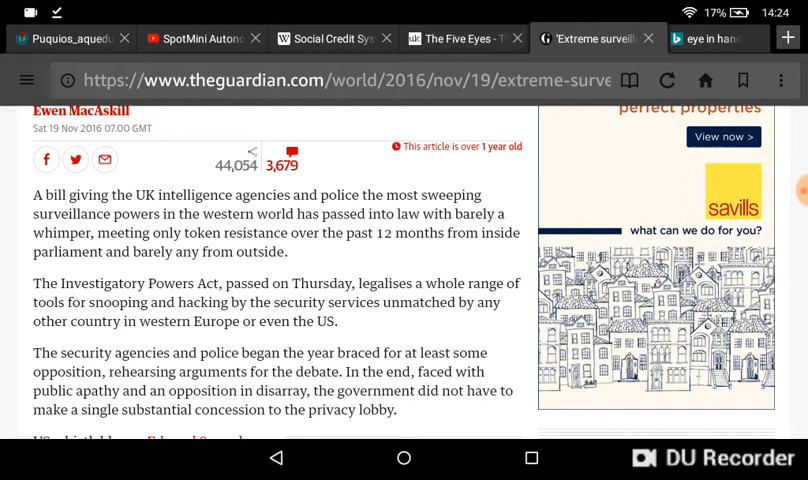 17% 14:24
Puquios_aquedu SpotMini Autono Social Credit Sys The Five Eyes - Th 'Extreme surveill eye in hand
https://www.theguardian.com/world/2016/nov/19/extreme-surve
Ewen MacAskill
Sat 19 Nov 2016 07.00 GMT
44,054 3,679
This article is over 1 year old
A bill giving the UK intelligence agencies and police the most sweeping
surveillance powers in the western world has passed into law with barely a
whimper, meeting only token resistance over the past 12 months from inside
parliament and barely any from outside.
The Investigatory Powers Act, passed on Thursday, legalises a whole range of
tools for snooping and hacking by the security services unmatched by any
other country in western Europe or even the US.
The security agencies and police began the year braced for at least some
opposition, rehearsing arguments for the debate. In the end, faced with
public apathy and an opposition in disarray, the government did not have to
make a single substantial concession to the privacy lobby.
perfect properties
View now >
savills
what can we do for you?
DU Recorder